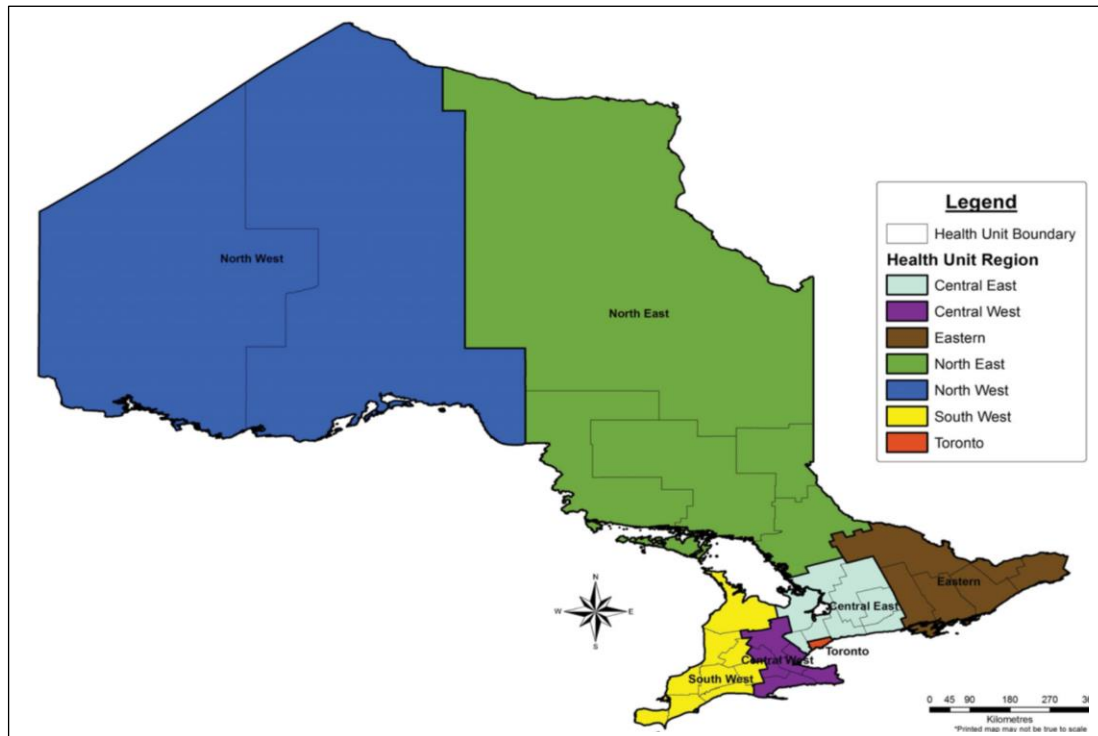 North West
North East
Eastern
Central East
Toronto
Central West
South West
N
W
E
S
Legend
Health Unit Boundary
Health Unit Region
Central East
Central West
Eastern
North East
North West
South West
Toronto
0 45 90 180 270
Kilometres
*Printed map may not be true to scale